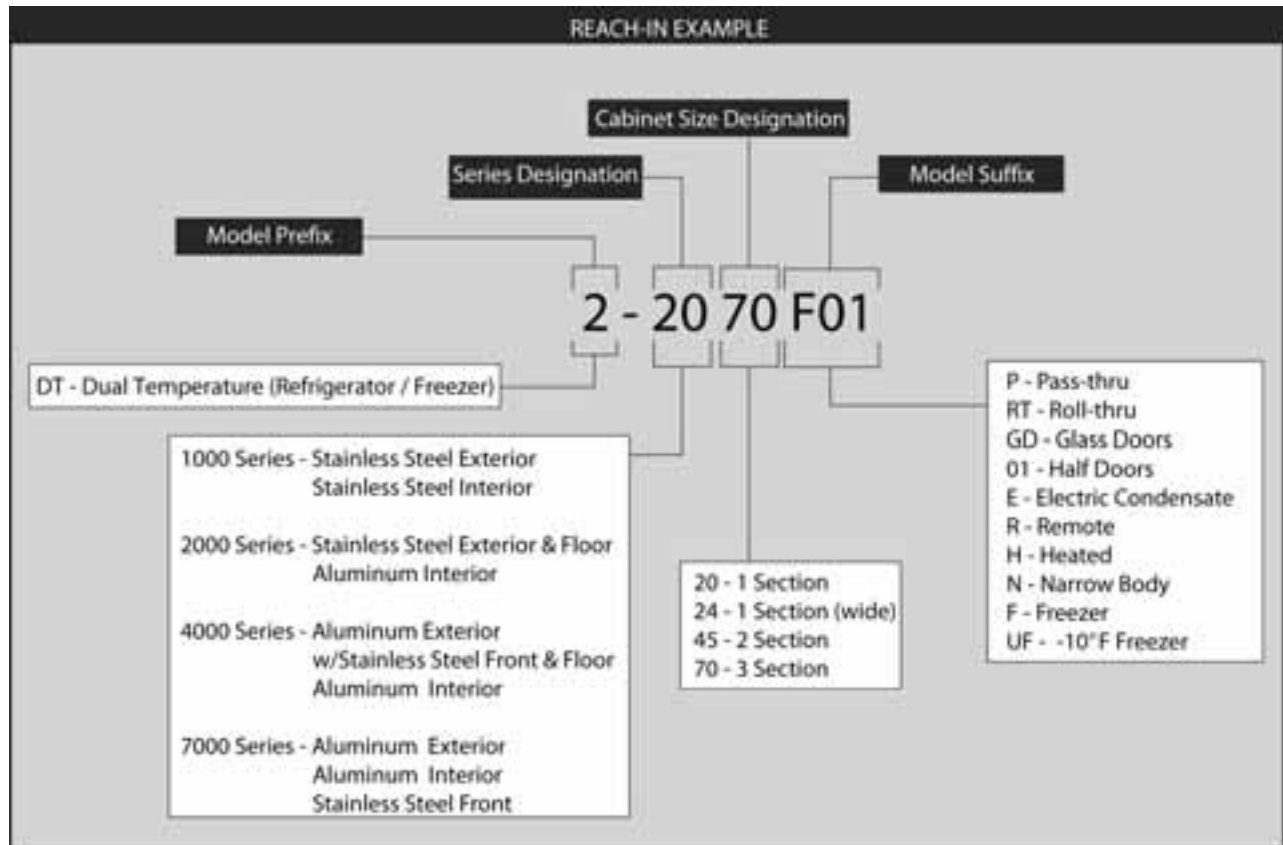 REACH-IN EXAMPLE
Cabinet Size Designation
Series Designation
Model Suffix
Model Prefix
2 - 20 70 F01
DT - Dual Temperature (Refrigerator / Freezer)
1000 Series - Stainless Steel Exterior
Stainless Steel Interior
2000 Series - Stainless Steel Exterior & Floor
Aluminum Interior
4000 Series - Aluminum Exterior
w/Stainless Steel Front & Floor
Aluminum Interior
7000 Series - Aluminum Exterior
Aluminum Interior
Stainless Steel Front
20 - 1 Section
24 - 1 Section (wide)
45 - 2 Section
70 - 3 Section
P - Pass-thru
RT - Roll-thru
GD - Glass Doors
01 - Half Doors
E - Electric Condensate
R - Remote
H - Heated
N - Narrow Body
F - Freezer
UF - -10°F Freezer